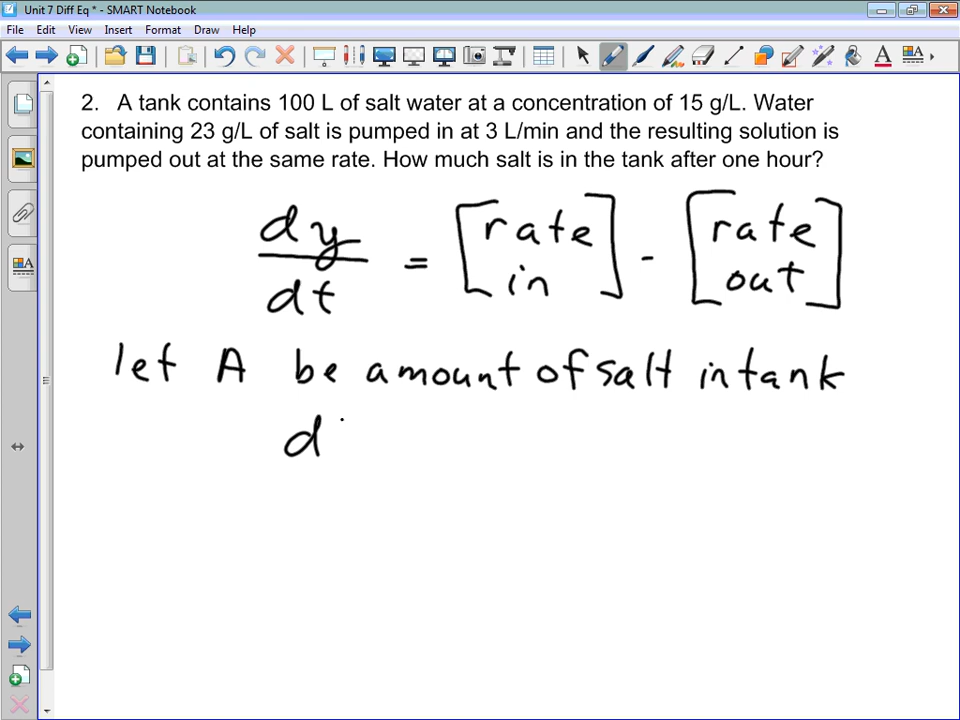 Unit 7 Diff Eq * - SMART Notebook
File Edit View Insert Format Draw Help
2. A tank contains 100 L of salt water at a concentration of 15 g/L. Water
containing 23 g/L of salt is pumped in at 3 L/min and the resulting solution is
pumped out at the same rate. How much salt is in the tank after one hour?
dy/dt = [rate in] - [rate out]
let A be amount of salt in tank
d